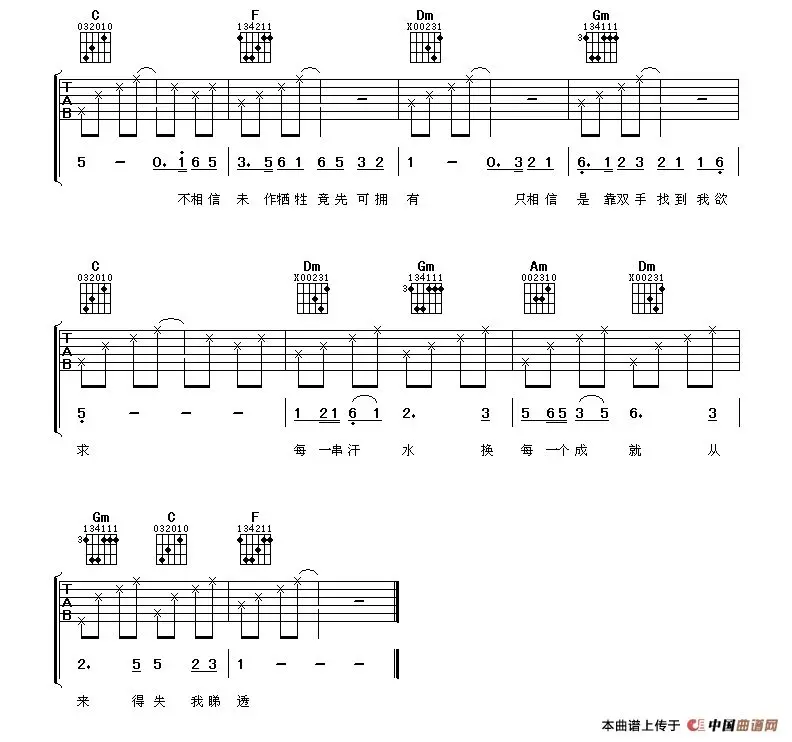 C F Dm Gm
032010 134211 X00231 134111
3
T A B
5 - 0. 1 6 5 | 3. 5 6 1 6 5 3 2 | 1 - 0. 3 2 1 | 6. 1 2 3 2 1 1 6
不相信 未 作牺牲 竟先 可拥 有 只相信 是 靠双手 找到 我欲
C Dm Gm Am Dm
032010 X00231 134111 002310 X00231
3
T A B
5 - - - | 1 2 1 6 1 2. 3 | 5 6 5 3 5 6. 3
求 每 一串汗 水 换 每 一个成 就 从
Gm C F
134111 032010 134211
3
T A B
2. 5 5 2 3 | 1 - - -
来 得失 我睇 透
本曲谱上传于 中国曲谱网